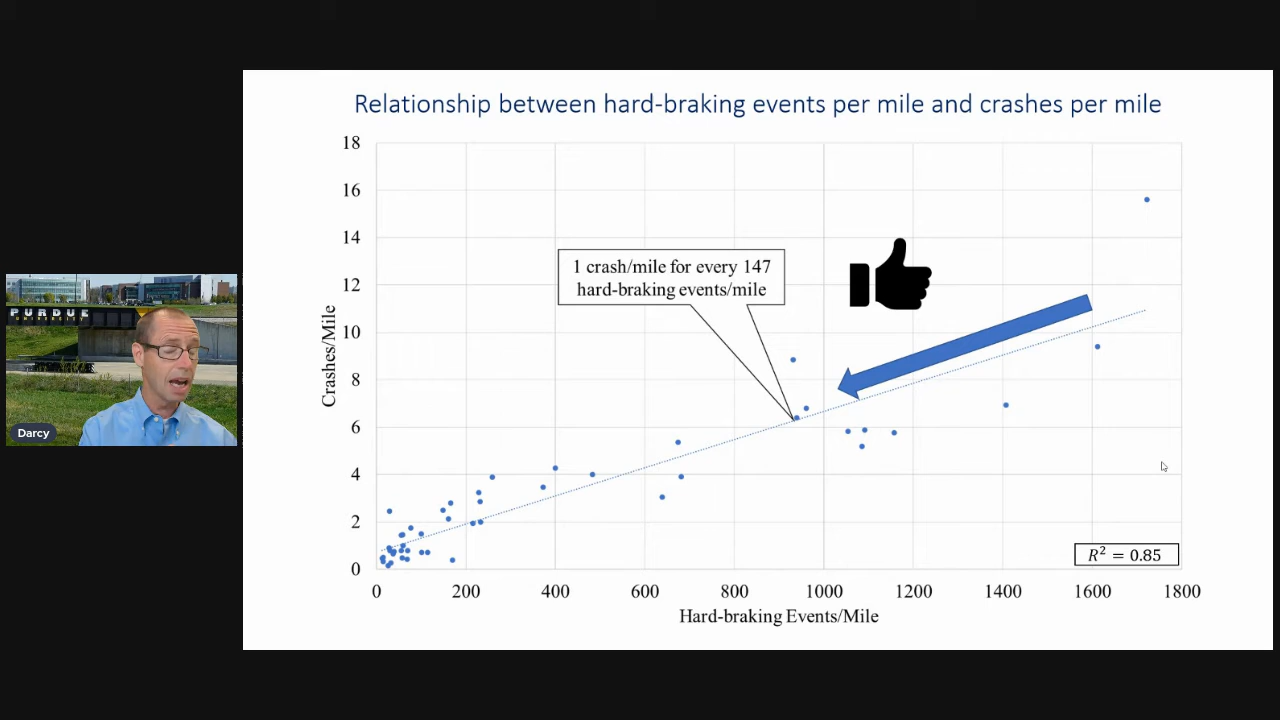 Relationship between hard-braking events per mile and crashes per mile
18
16
14
12
10
8
6
4
2
0
Crashes/Mile
1 crash/mile for every 147
hard-braking events/mile
R² = 0.85
0 200 400 600 800 1000 1200 1400 1600 1800
Hard-braking Events/Mile
PURDUE
UNIVERSITY
Darcy